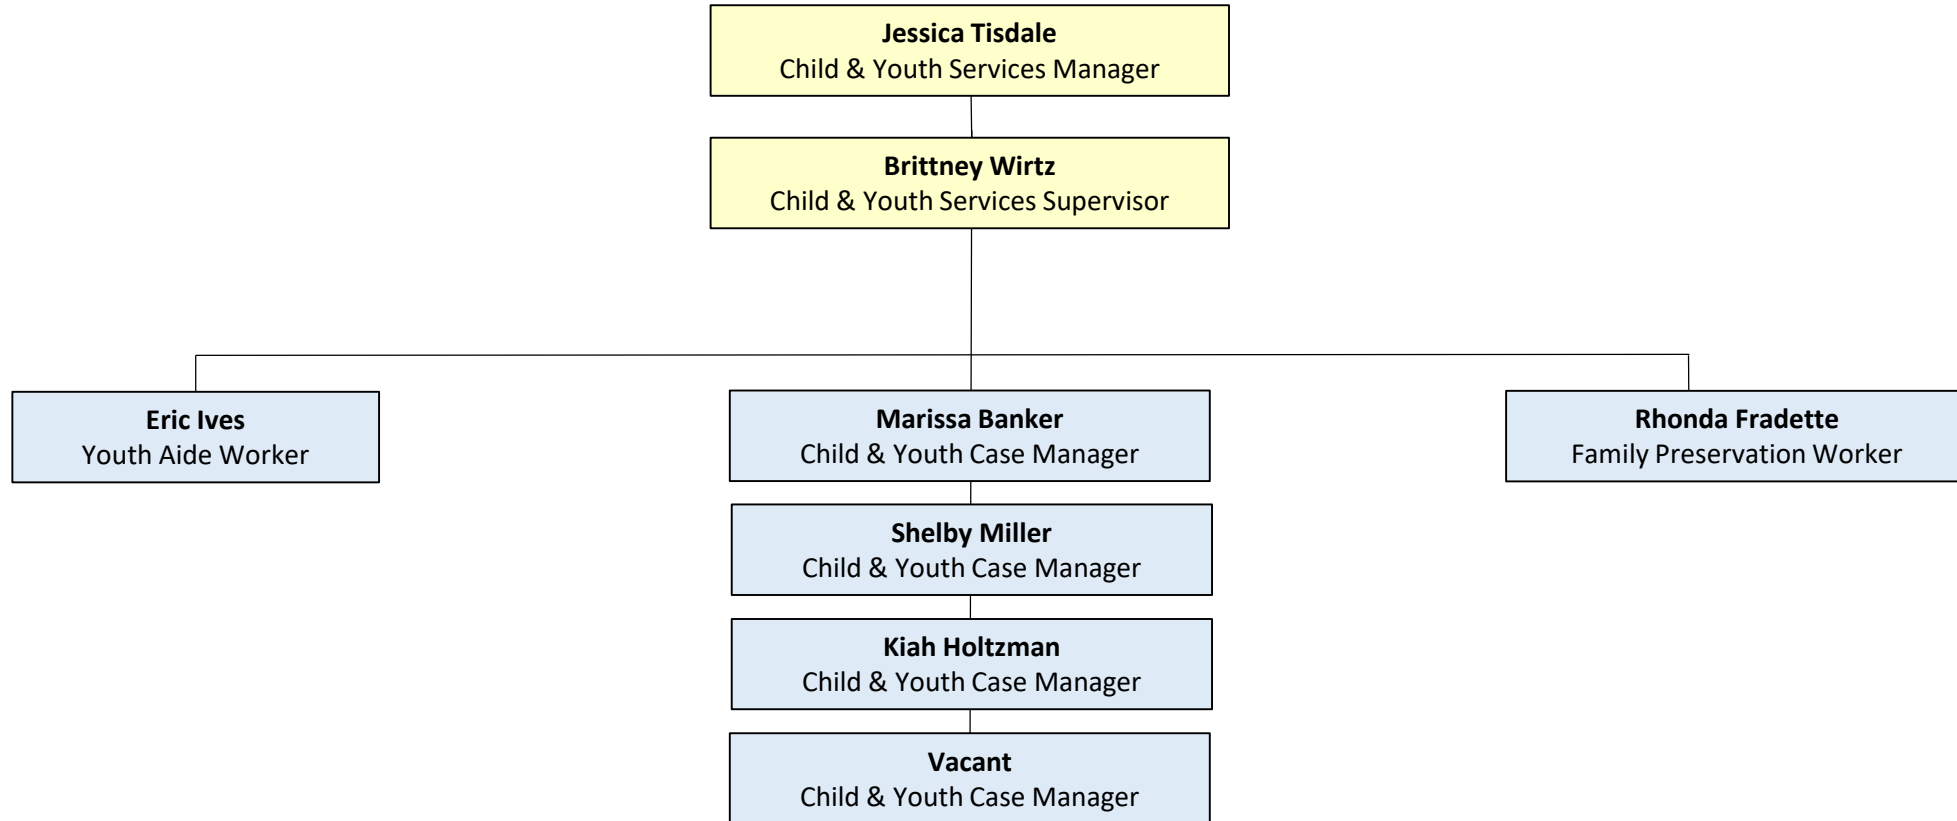 Jessica Tisdale
Child & Youth Services Manager
Brittney Wirtz
Child & Youth Services Supervisor
Eric Ives
Youth Aide Worker
Marissa Banker
Child & Youth Case Manager
Rhonda Fradette
Family Preservation Worker
Shelby Miller
Child & Youth Case Manager
Kiah Holtzman
Child & Youth Case Manager
Vacant
Child & Youth Case Manager